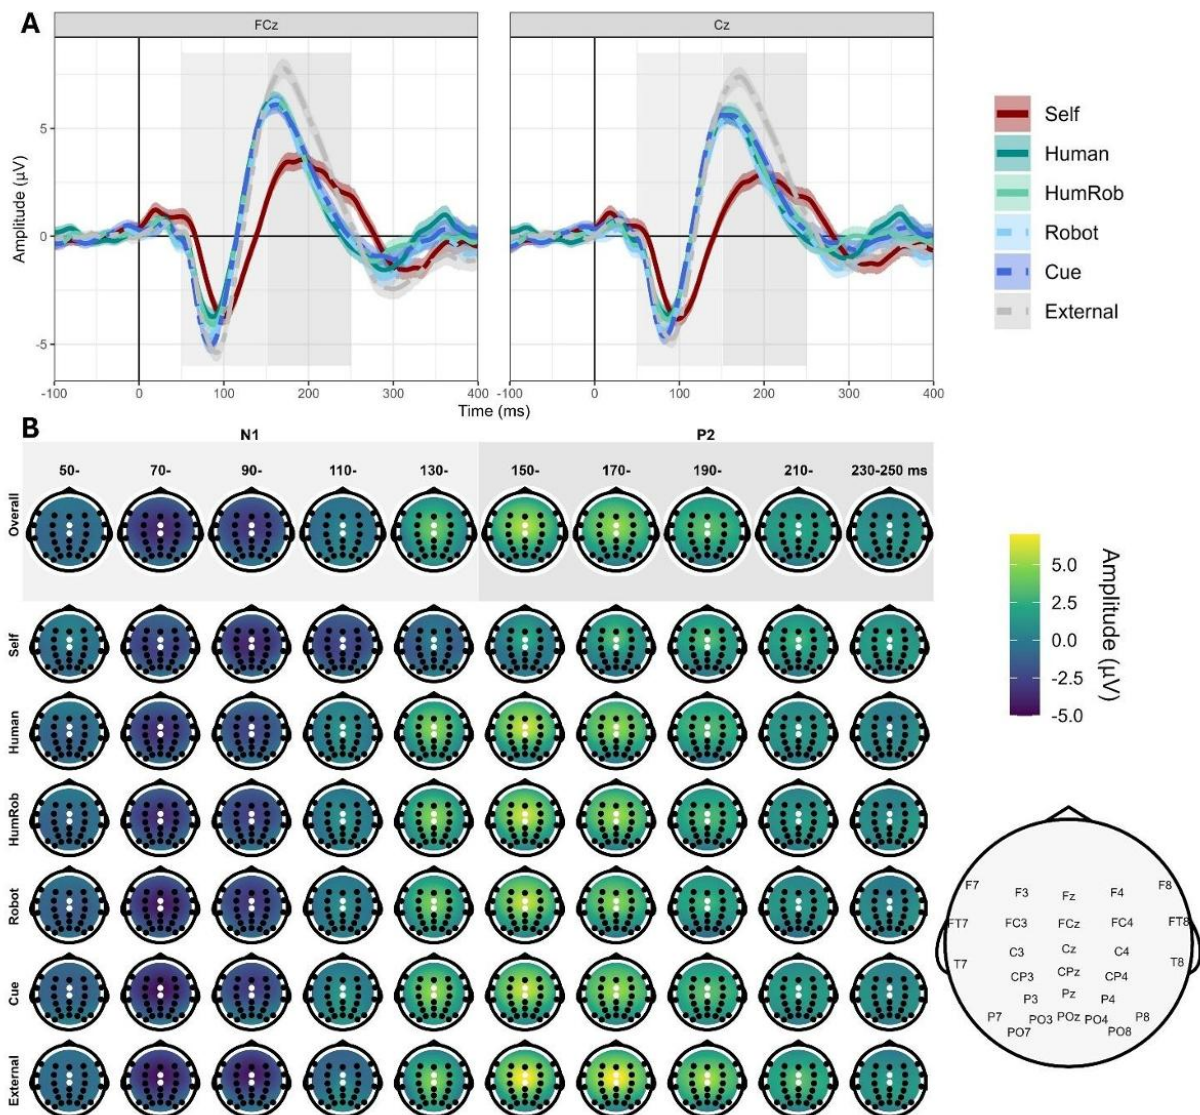 A
FCz
Cz
Amplitude (µV)
5
0
-5
-100 0 100 200 300 400
-100 0 100 200 300 400
Time (ms)
Self
Human
HumRob
Robot
Cue
External
B
N1 P2
50- 70- 90- 110- 130- 150- 170- 190- 210- 230-250 ms
Overall
Self
Human
HumRob
Robot
Cue
External
5.0
2.5
0.0
-2.5
-5.0
Amplitude (µV)
F7 F3 Fz F4 F8
FT7 FC3 FCz FC4 FT8
T7 C3 Cz C4 T8
CP3 CPz CP4
P3 Pz P4
P7 PO3 POz PO4 P8
PO7 PO8